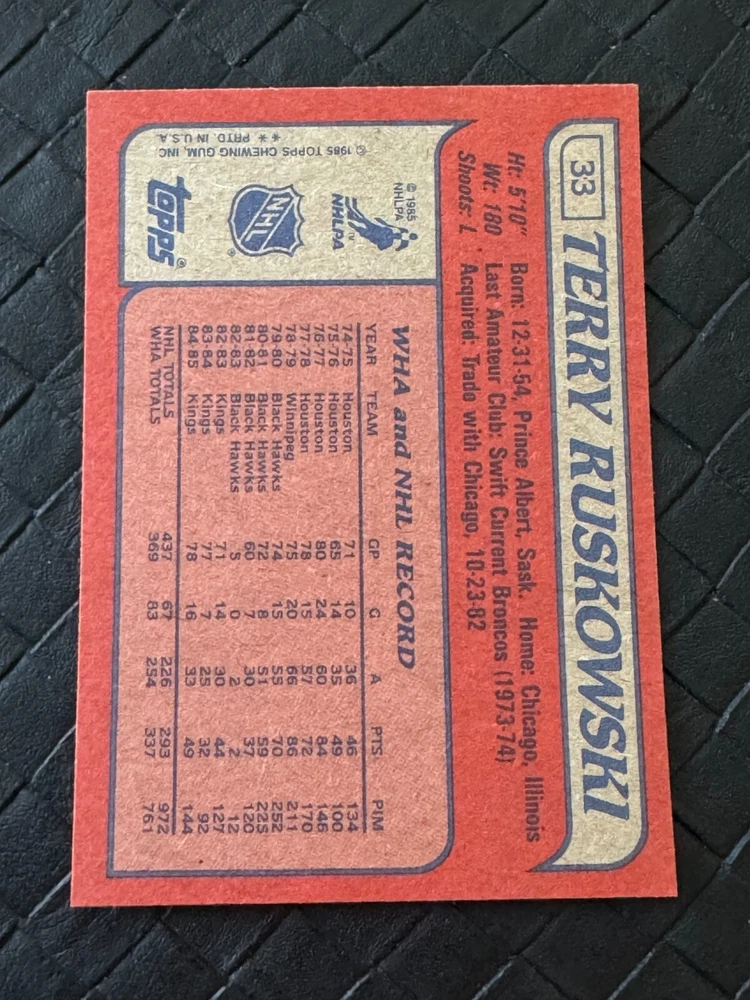 33
TERRY RUSKOWSKI
Ht: 5'10" Born: 12-31-54, Prince Albert, Sask. Home: Chicago, Illinois
Wt: 180 Last Amateur Club: Swift Current Broncos (1973-74)
Shoots: L Acquired: Trade with Chicago, 10-23-82
© 1985
NHLPA
TM
NHLPA
NHL
®
topps®
© 1985 TOPPS CHEWING GUM, INC
** PRTD. IN U.S.A.
WHA and NHL RECORD
YEAR TEAM GP G A PTS. PIM
74-75 Houston 71 10 36 46 134
75-76 Houston 65 14 35 49 100
76-77 Houston 80 24 60 84 146
77-78 Houston 78 15 57 72 170
78-79 Winnipeg 75 20 66 86 211
79-80 Black Hawks 74 15 55 70 252
80-81 Black Hawks 72 8 51 59 225
81-82 Black Hawks 60 7 30 37 120
82-83 Black Hawks 5 0 2 2 12
82-83 Kings 71 14 30 44 127
83-84 Kings 77 7 25 32 92
84-85 Kings 78 16 33 49 144
NHL TOTALS 437 67 226 293 972
WHA TOTALS 369 83 254 337 761